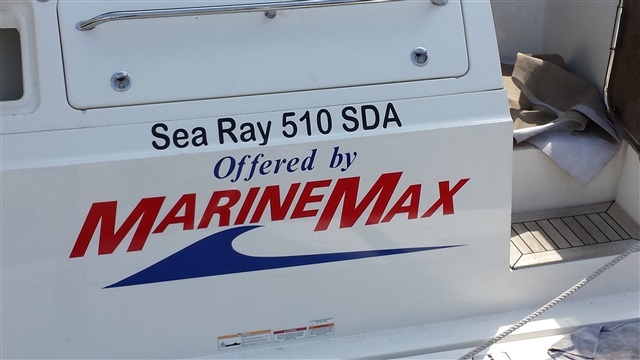 Sea Ray 510 SDA
Offered by
MARINEMAX